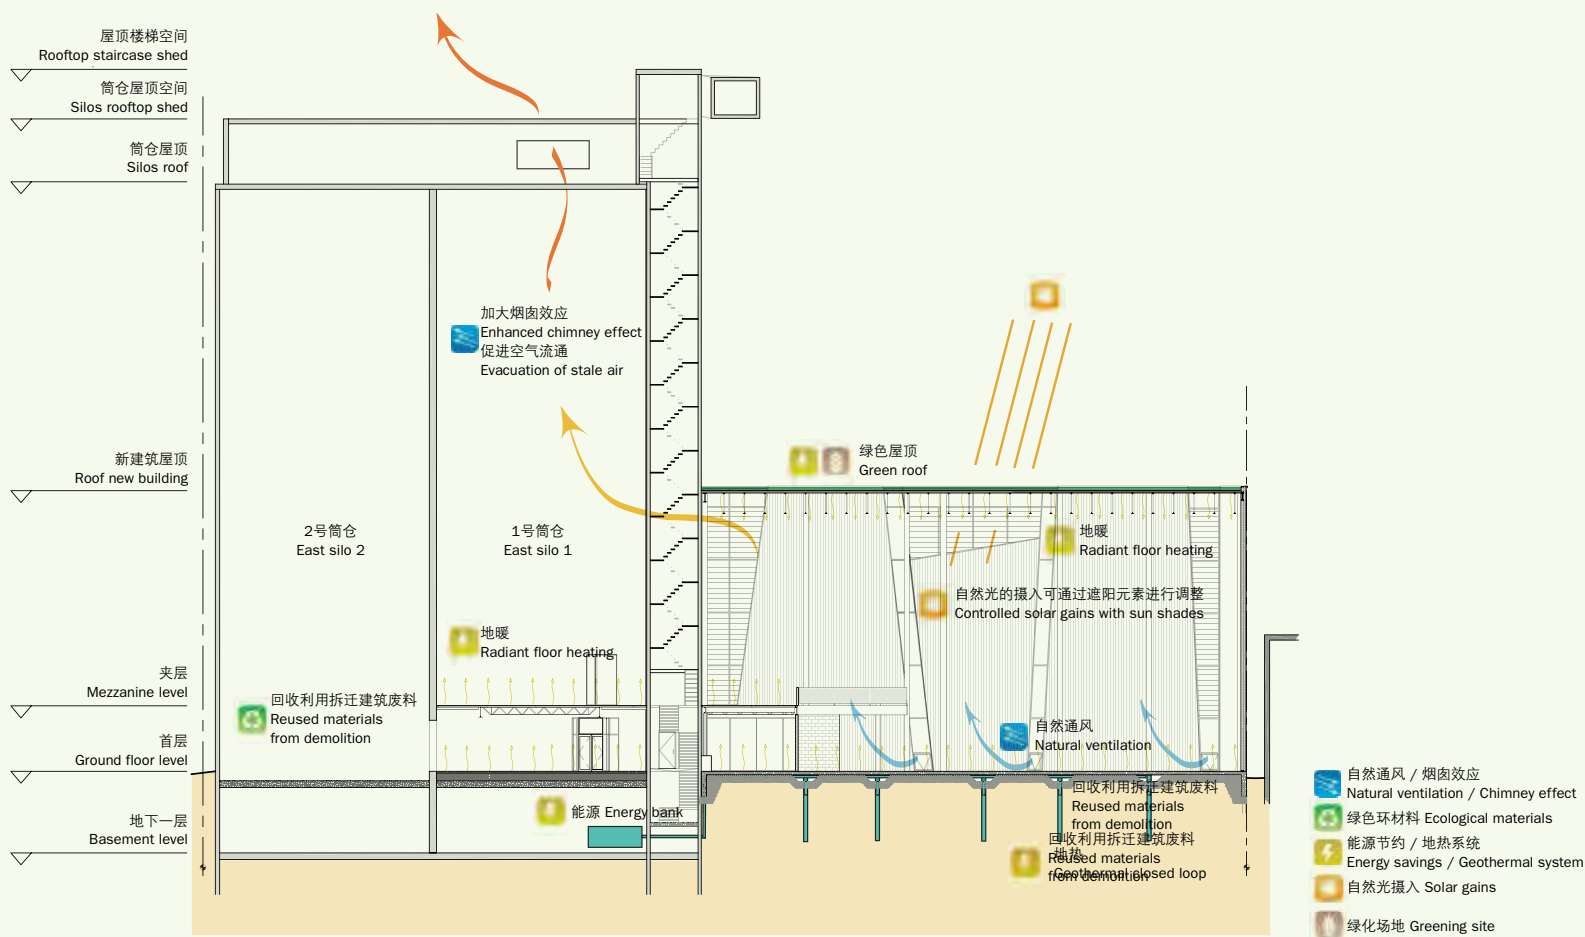 屋顶楼梯空间
Rooftop staircase shed
筒仓屋顶空间
Silos rooftop shed
筒仓屋顶
Silos roof
加大烟囱效应
Enhanced chimney effect
促进空气流通
Evacuation of stale air
新建筑屋顶
Roof new building
绿色屋顶
Green roof
2号筒仓
East silo 2
1号筒仓
East silo 1
地暖
Radiant floor heating
自然光的摄入可通过遮阳元素进行调整
Controlled solar gains with sun shades
地暖
Radiant floor heating
夹层
Mezzanine level
回收利用拆迁建筑废料
Reused materials
from demolition
自然通风
Natural ventilation
首层
Ground floor level
回收利用拆迁建筑废料
Reused materials
from demolition
能源 Energy bank
地下一层
Basement level
回收利用拆迁建筑废料
Reused materials
from demolition
地热
Geothermal closed loop
自然通风 / 烟囱效应
Natural ventilation / Chimney effect
绿色环材料 Ecological materials
能源节约 / 地热系统
Energy savings / Geothermal system
自然光摄入 Solar gains
绿化场地 Greening site